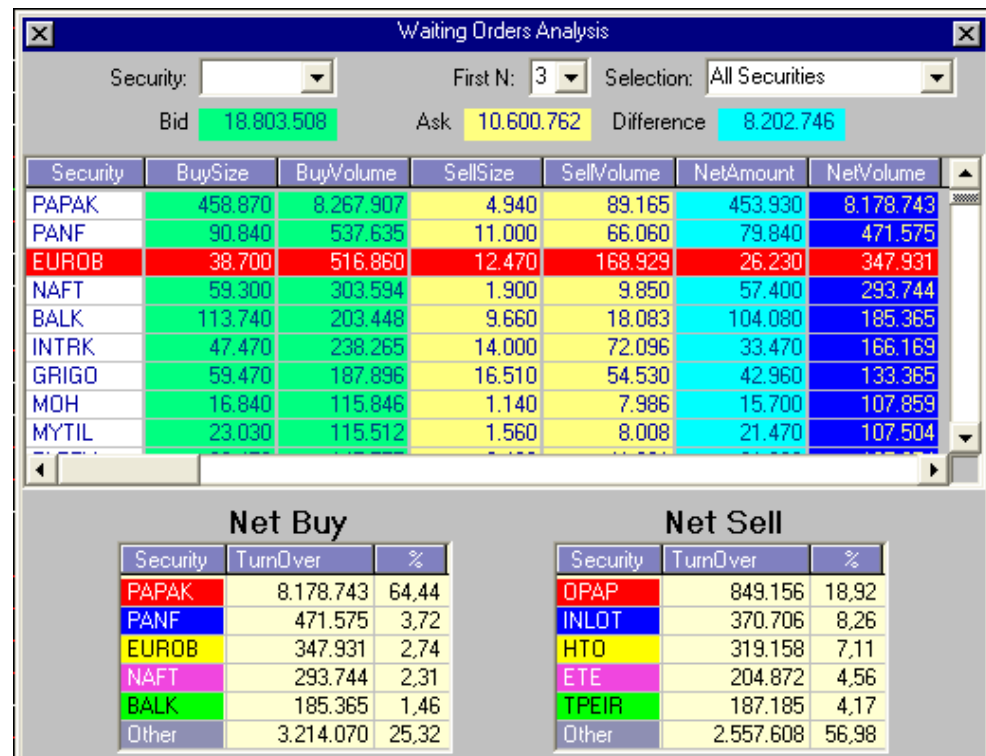 Waiting Orders Analysis
Security: First N: 3 Selection: All Securities
Bid 18.803.508 Ask 10.600.762 Difference 8.202.746
Security BuySize BuyVolume SellSize SellVolume NetAmount NetVolume
PAPAK 458.870 8.267.907 4.940 89.165 453.930 8.178.743
PANF 90.840 537.635 11.000 66.060 79.840 471.575
EUROB 38.700 516.860 12.470 168.929 26.230 347.931
NAFT 59.300 303.594 1.900 9.850 57.400 293.744
BALK 113.740 203.448 9.660 18.083 104.080 185.365
INTRK 47.470 238.265 14.000 72.096 33.470 166.169
GRIGO 59.470 187.896 16.510 54.530 42.960 133.365
MOH 16.840 115.846 1.140 7.986 15.700 107.859
MYTIL 23.030 115.512 1.560 8.008 21.470 107.504
Net Buy
Security TurnOver %
PAPAK 8.178.743 64,44
PANF 471.575 3,72
EUROB 347.931 2,74
NAFT 293.744 2,31
BALK 185.365 1,46
Other 3.214.070 25,32
Net Sell
Security TurnOver %
OPAP 849.156 18,92
INLOT 370.706 8,26
HTO 319.158 7,11
ETE 204.872 4,56
TPEIR 187.185 4,17
Other 2.557.608 56,98